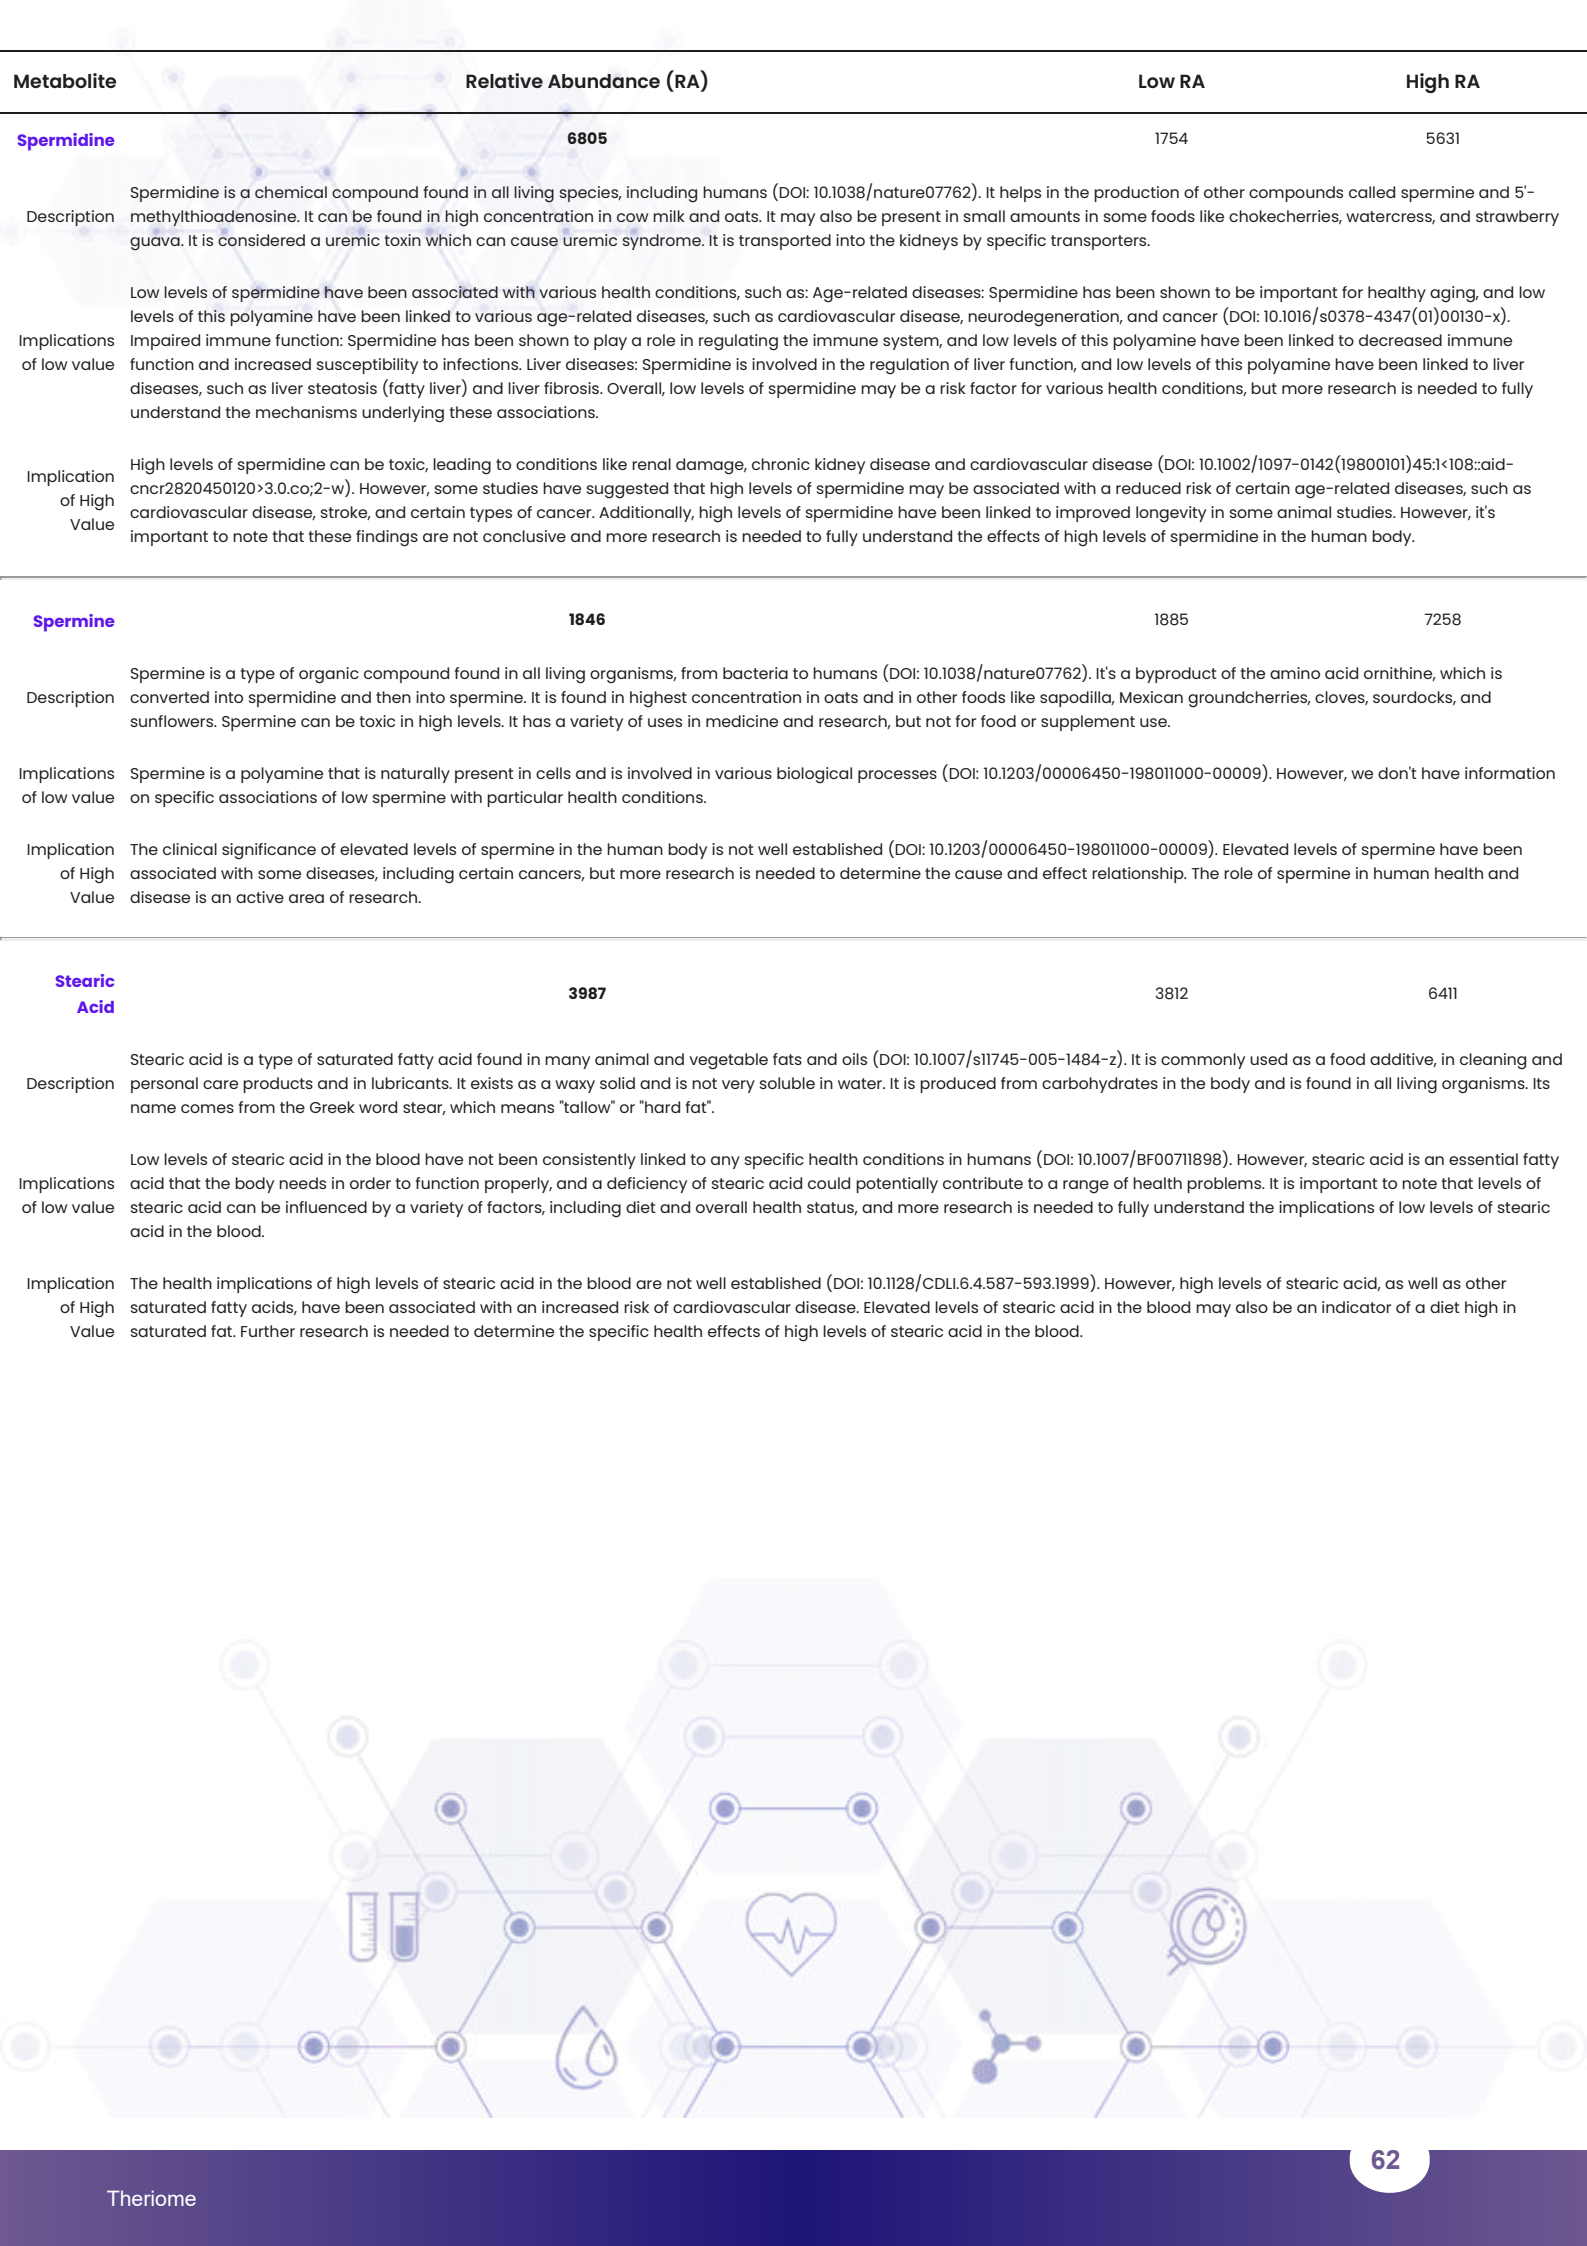 Metabolite Relative Abundance (RA) Low RA High RA
Spermidine 6805 1754 5631
Spermidine is a chemical compound found in all living species, including humans (DOI: 10.1038/nature07762). It helps in the production of other compounds called spermine and 5'-
Description methylthioadenosine. It can be found in high concentration in cow milk and oats. It may also be present in small amounts in some foods like chokecherries, watercress, and strawberry
guava. It is considered a uremic toxin which can cause uremic syndrome. It is transported into the kidneys by specific transporters.
Low levels of spermidine have been associated with various health conditions, such as: Age-related diseases: Spermidine has been shown to be important for healthy aging, and low
levels of this polyamine have been linked to various age-related diseases, such as cardiovascular disease, neurodegeneration, and cancer (DOI: 10.1016/s0378-4347(01)00130-x).
Implications Impaired immune function: Spermidine has been shown to play a role in regulating the immune system, and low levels of this polyamine have been linked to decreased immune
of low value function and increased susceptibility to infections. Liver diseases: Spermidine is involved in the regulation of liver function, and low levels of this polyamine have been linked to liver
diseases, such as liver steatosis (fatty liver) and liver fibrosis. Overall, low levels of spermidine may be a risk factor for various health conditions, but more research is needed to fully
understand the mechanisms underlying these associations.
Implication
of High
Value
High levels of spermidine can be toxic, leading to conditions like renal damage, chronic kidney disease and cardiovascular disease (DOI: 10.1002/1097-0142(19800101)45:1<108::aid-
cncr2820450120>3.0.co;2-w). However, some studies have suggested that high levels of spermidine may be associated with a reduced risk of certain age-related diseases, such as
cardiovascular disease, stroke, and certain types of cancer. Additionally, high levels of spermidine have been linked to improved longevity in some animal studies. However, it's
important to note that these findings are not conclusive and more research is needed to fully understand the effects of high levels of spermidine in the human body.
Spermine 1846 1885 7258
Spermine is a type of organic compound found in all living organisms, from bacteria to humans (DOI: 10.1038/nature07762). It's a byproduct of the amino acid ornithine, which is
Description converted into spermidine and then into spermine. It is found in highest concentration in oats and in other foods like sapodilla, Mexican groundcherries, cloves, sourdocks, and
sunflowers. Spermine can be toxic in high levels. It has a variety of uses in medicine and research, but not for food or supplement use.
Implications Spermine is a polyamine that is naturally present in cells and is involved in various biological processes (DOI: 10.1203/00006450-198011000-00009). However, we don't have information
of low value on specific associations of low spermine with particular health conditions.
Implication The clinical significance of elevated levels of spermine in the human body is not well established (DOI: 10.1203/00006450-198011000-00009). Elevated levels of spermine have been
of High associated with some diseases, including certain cancers, but more research is needed to determine the cause and effect relationship. The role of spermine in human health and
Value disease is an active area of research.
Stearic
Acid
3987 3812 6411
Stearic acid is a type of saturated fatty acid found in many animal and vegetable fats and oils (DOI: 10.1007/s11745-005-1484-z). It is commonly used as a food additive, in cleaning and
Description personal care products and in lubricants. It exists as a waxy solid and is not very soluble in water. It is produced from carbohydrates in the body and is found in all living organisms. Its
name comes from the Greek word stear, which means "tallow" or "hard fat".
Low levels of stearic acid in the blood have not been consistently linked to any specific health conditions in humans (DOI: 10.1007/BF00711898). However, stearic acid is an essential fatty
Implications acid that the body needs in order to function properly, and a deficiency of stearic acid could potentially contribute to a range of health problems. It is important to note that levels of
of low value stearic acid can be influenced by a variety of factors, including diet and overall health status, and more research is needed to fully understand the implications of low levels of stearic
acid in the blood.
Implication The health implications of high levels of stearic acid in the blood are not well established (DOI: 10.1128/CDLI.6.4.587-593.1999). However, high levels of stearic acid, as well as other
of High saturated fatty acids, have been associated with an increased risk of cardiovascular disease. Elevated levels of stearic acid in the blood may also be an indicator of a diet high in
Value saturated fat. Further research is needed to determine the specific health effects of high levels of stearic acid in the blood.
62
Theriome